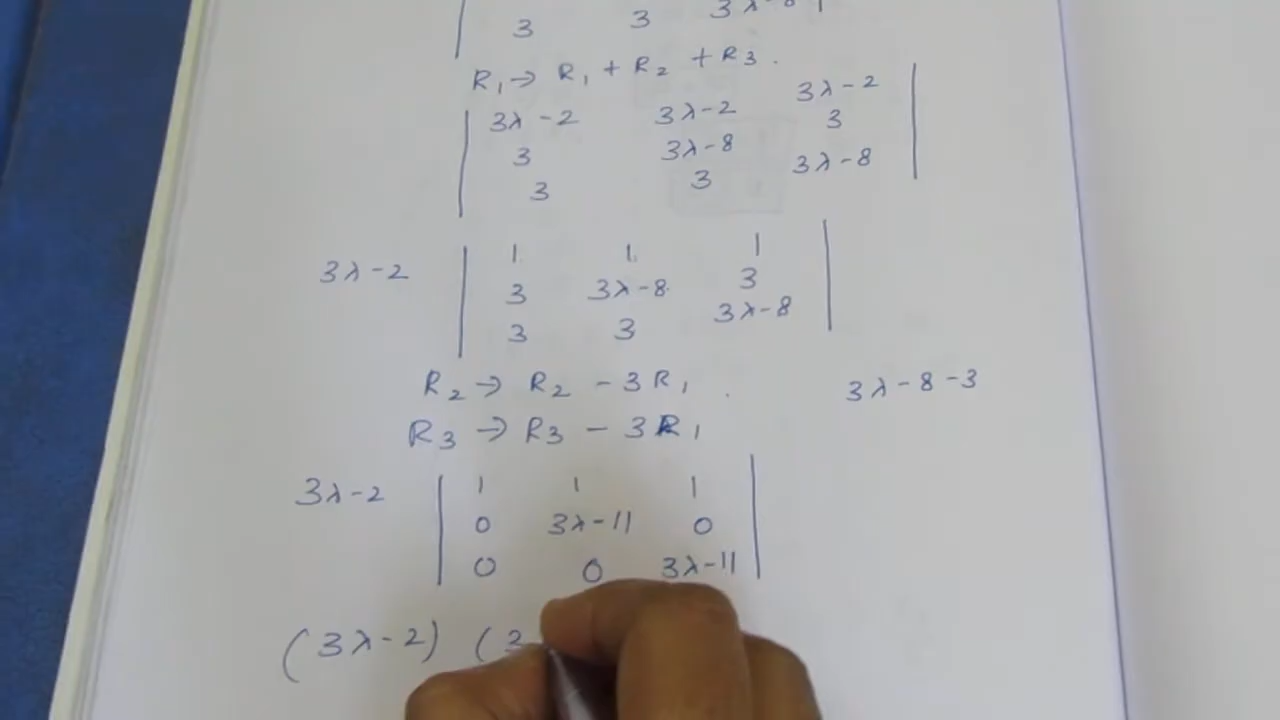 3 3 3λ-8
R₁→ R₁ + R₂ + R₃.
3λ-2 3λ-2 3λ-2
3 3λ-8 3
3 3 3λ-8
3λ-2
1 1 1
3 3λ-8 3
3 3 3λ-8
R₂→ R₂ - 3R₁ 3λ-8-3
R₃ → R₃ - 3R₁
3λ-2
1 1 1
0 3λ-11 0
0 0 3λ-11
(3λ-2) (3